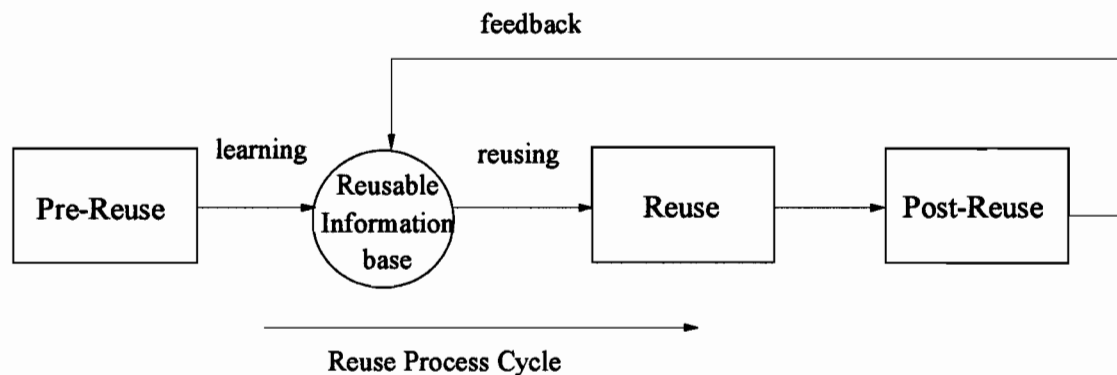 feedback
learning
reusing
Pre-Reuse
Reusable
Information
base
Reuse
Post-Reuse
Reuse Process Cycle